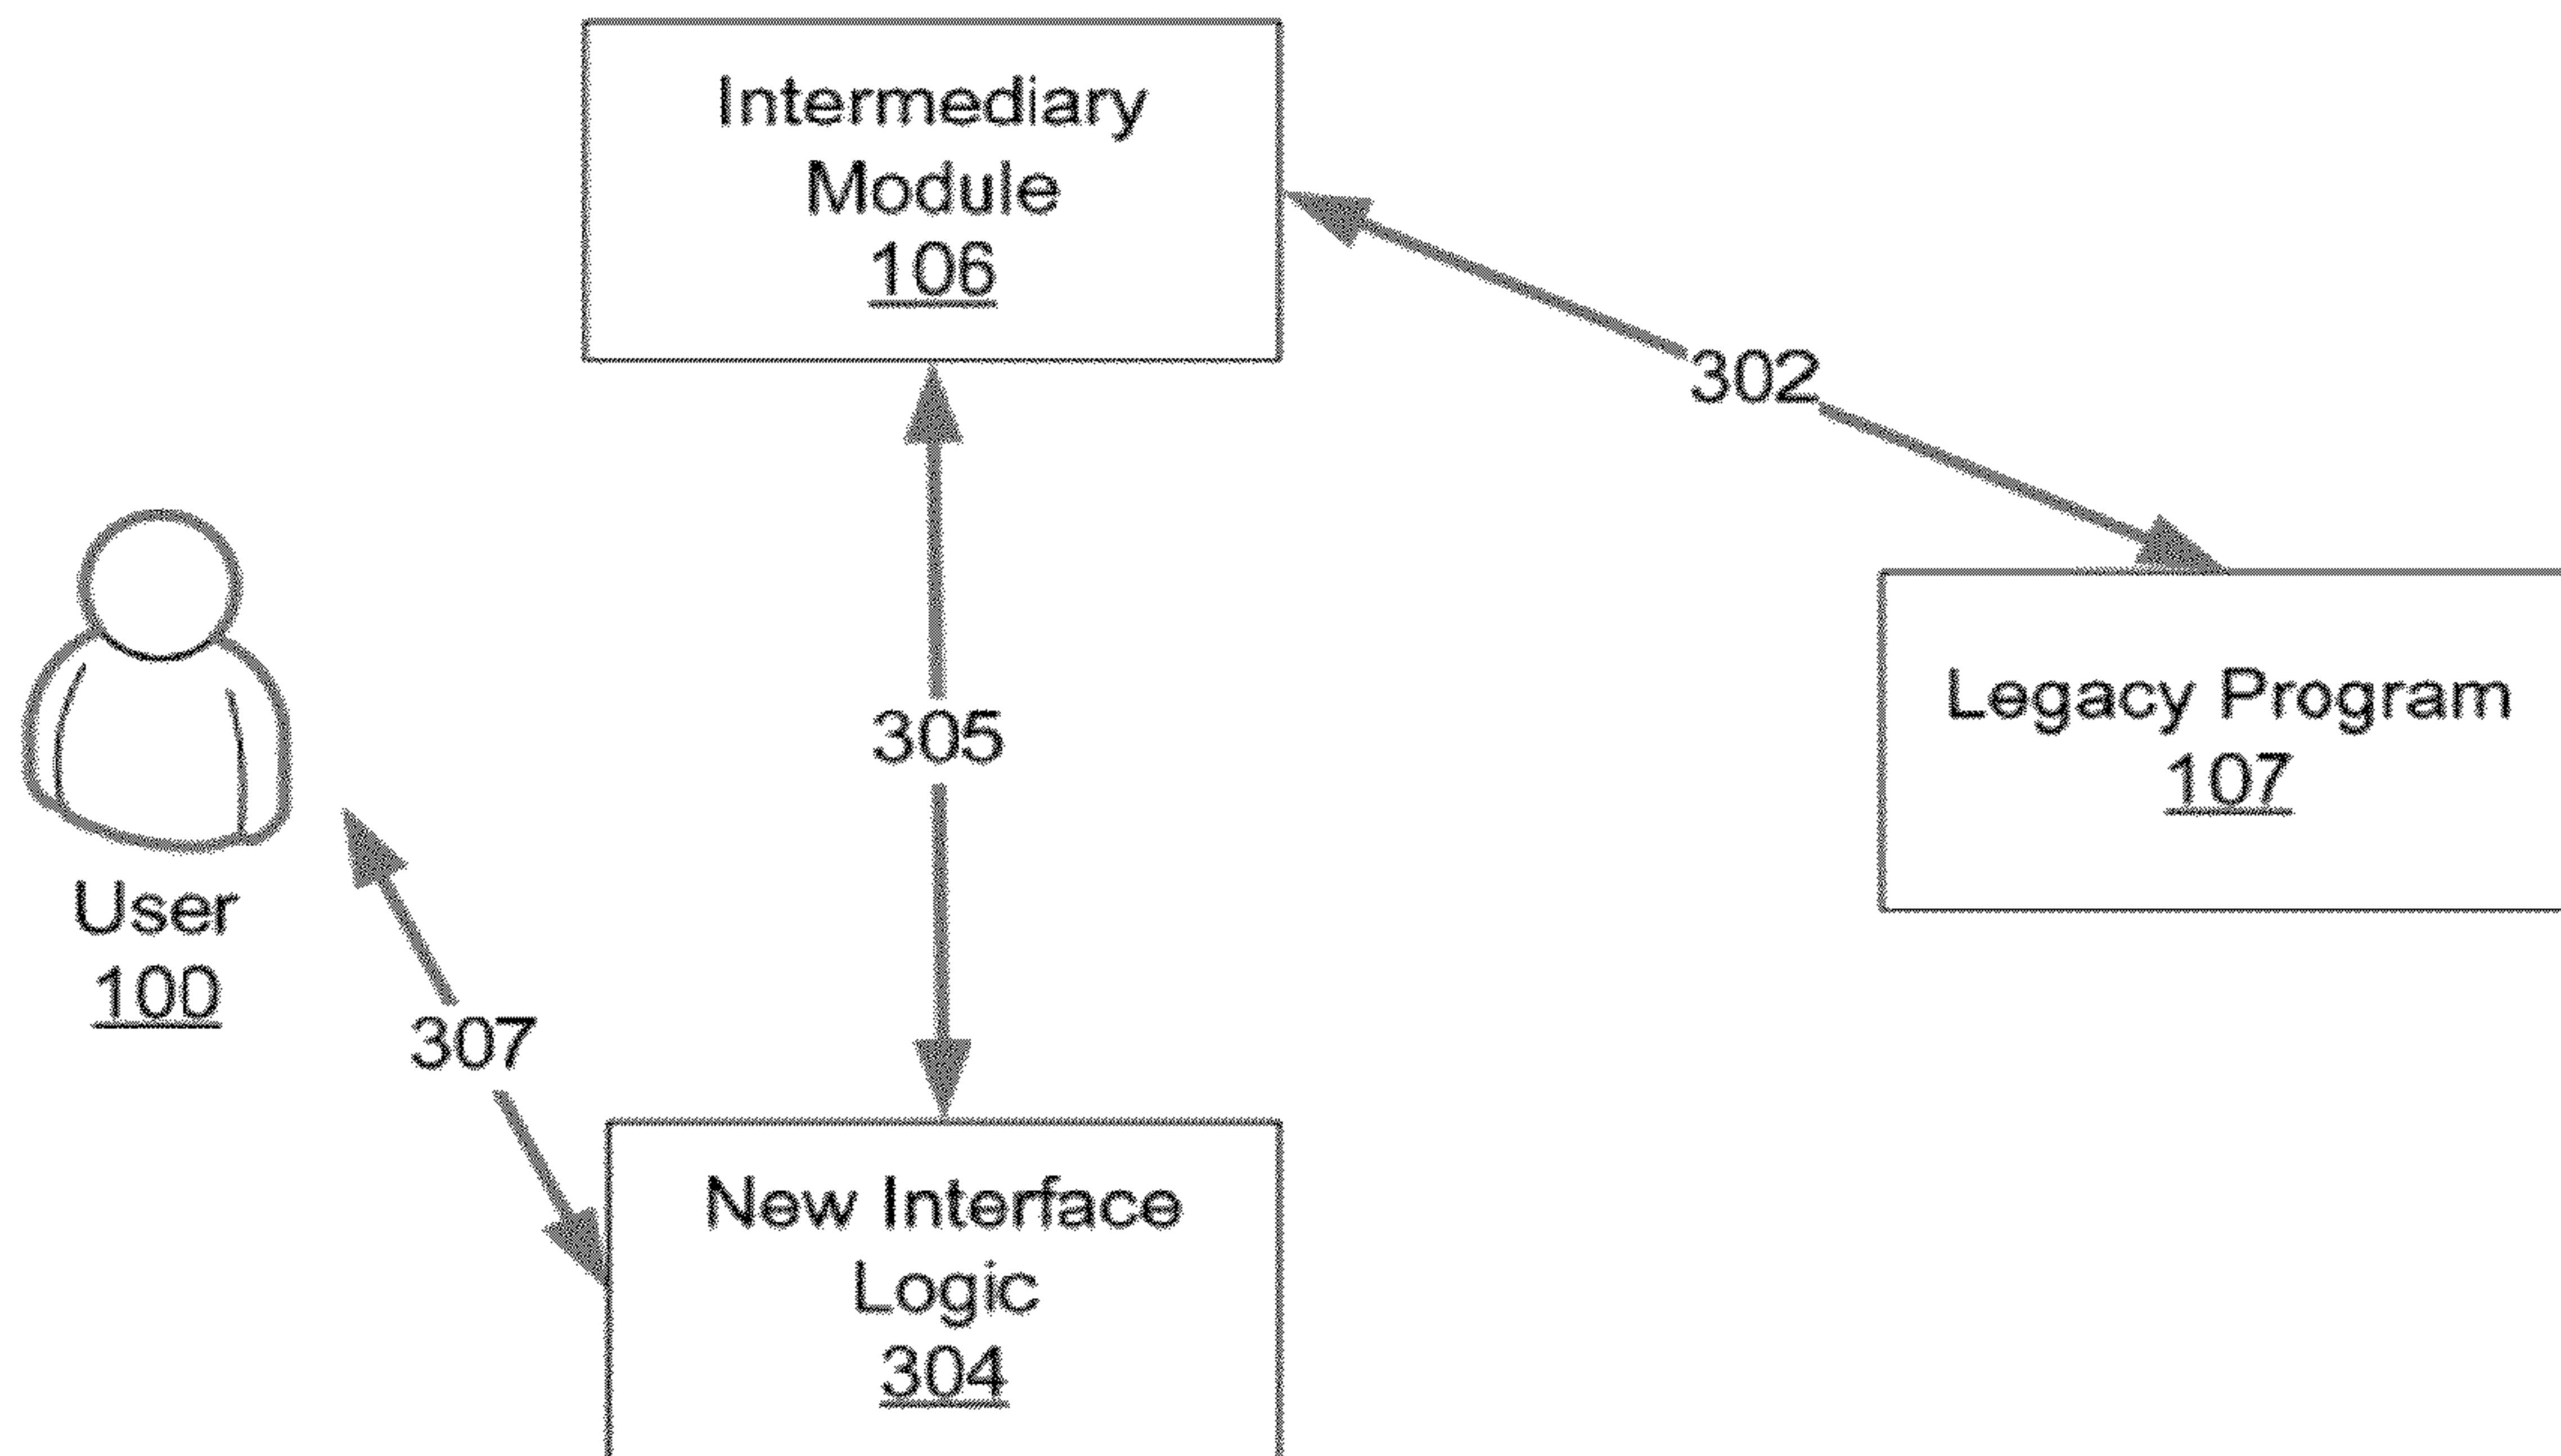 Intermediary
Module
106
302
Legacy Program
107
305
User
100
307
New Interface
Logic
304